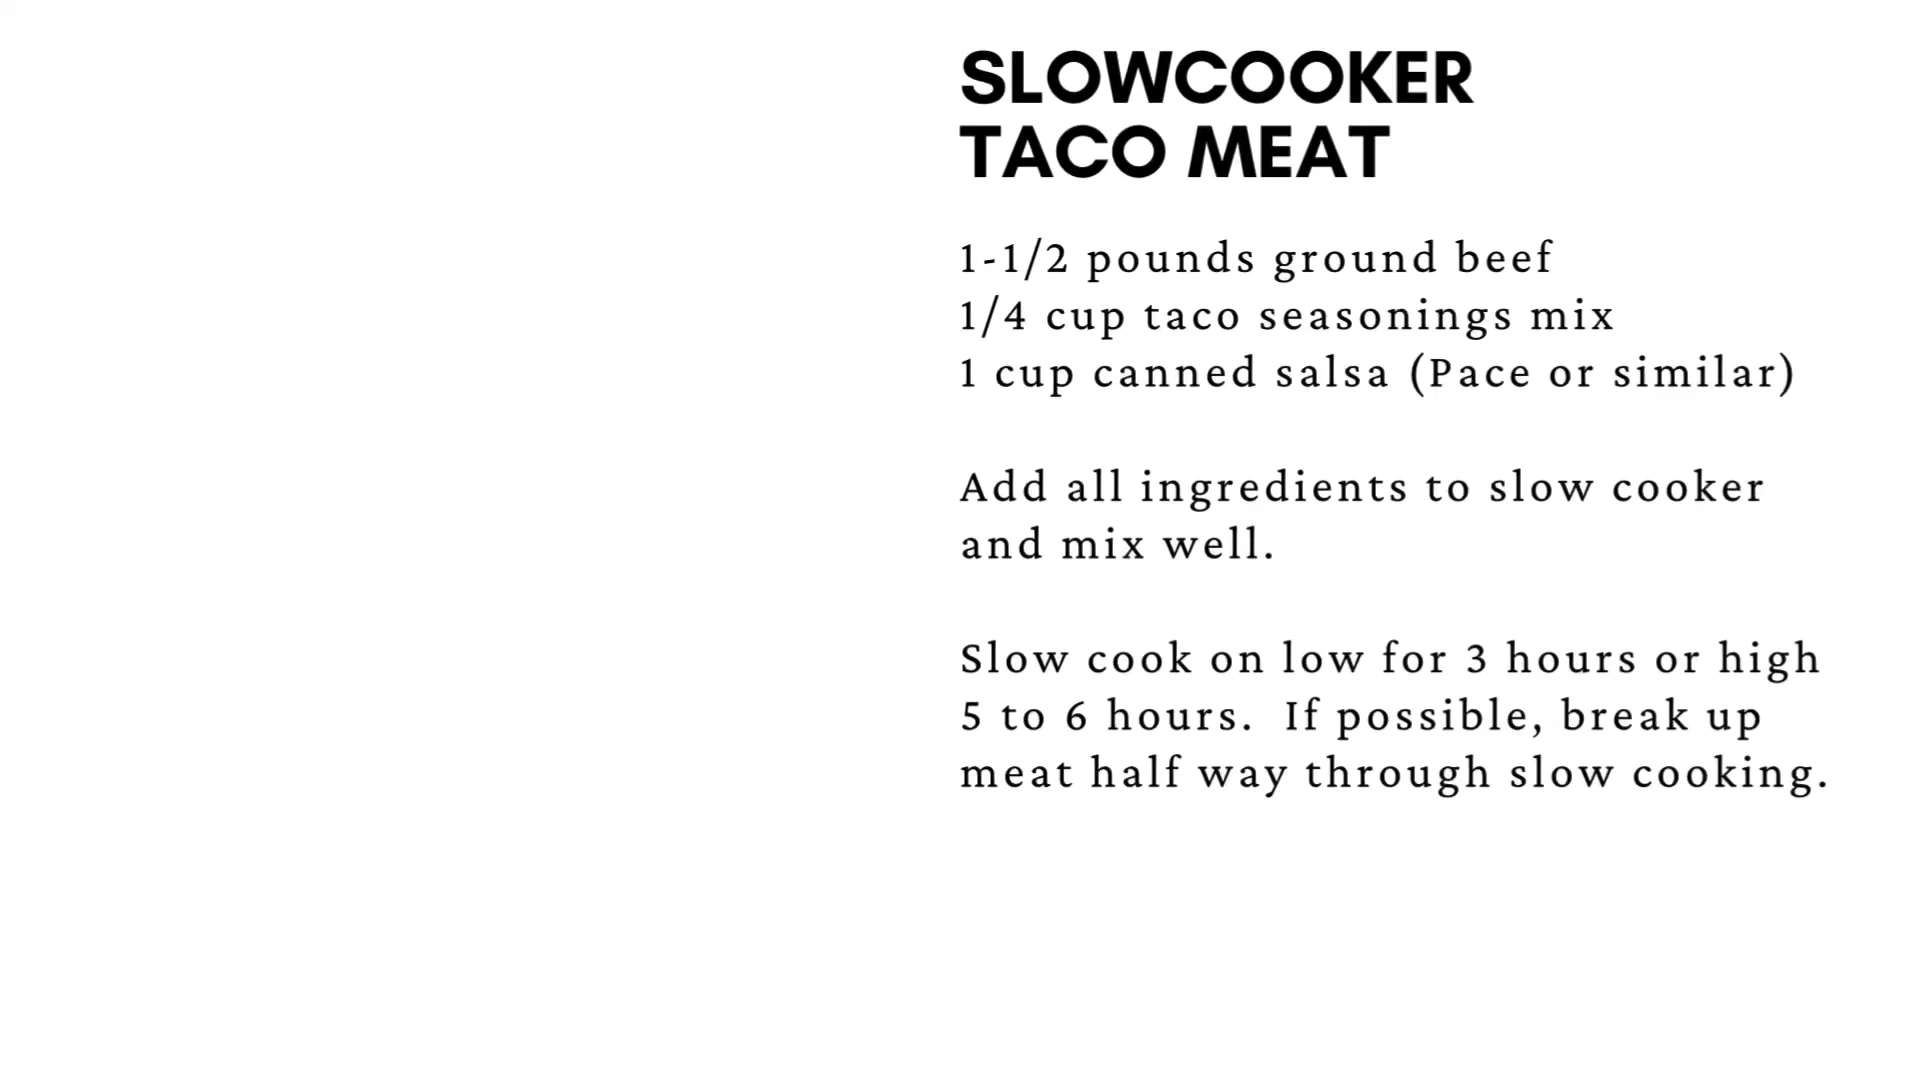 SLOWCOOKER
TACO MEAT
1-1/2 pounds ground beef
1/4 cup taco seasonings mix
1 cup canned salsa (Pace or similar)
Add all ingredients to slow cooker
and mix well.
Slow cook on low for 3 hours or high
5 to 6 hours.  If possible, break up
meat half way through slow cooking.